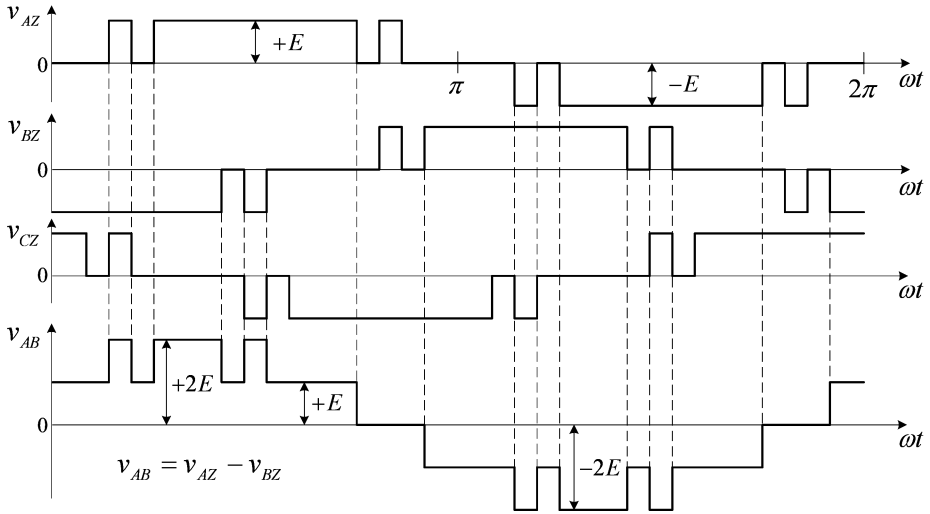 v_AZ
+E
0
π
−E
2π
ωt
v_BZ
0
ωt
v_CZ
0
ωt
v_AB
+2E
+E
0
ωt
v_AB = v_AZ − v_BZ
−2E